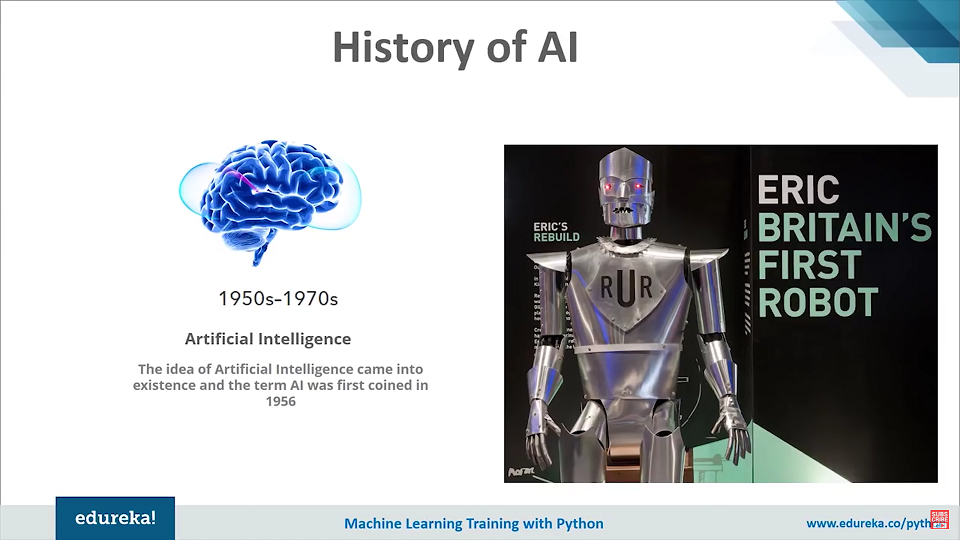 History of AI
1950s–1970s
Artificial Intelligence
The idea of Artificial Intelligence came into
existence and the term AI was first coined in
1956
ERIC'S
REBUILD
RUR
ERIC
BRITAIN'S
FIRST
ROBOT
edureka!
Machine Learning Training with Python
www.edureka.co/pyth
SUBS
CRIBE